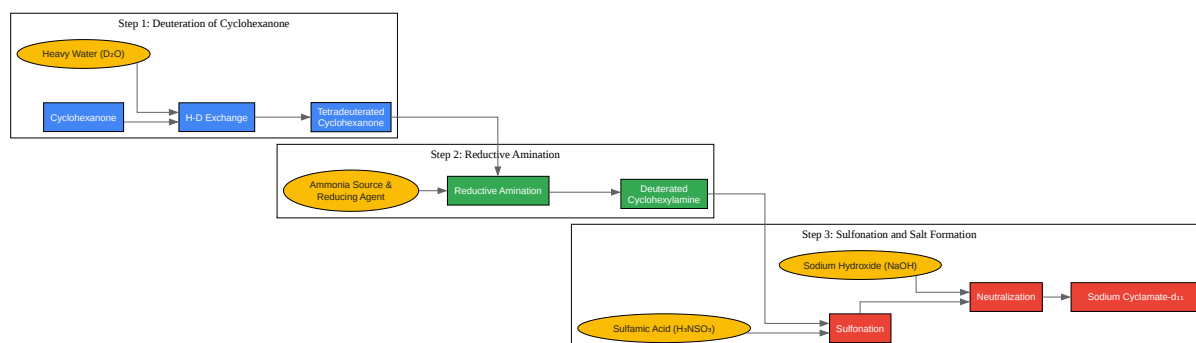 Step 1: Deuteration of Cyclohexanone
Heavy Water (D₂O)
Cyclohexanone
H-D Exchange
Tetradeuterated
Cyclohexanone
Step 2: Reductive Amination
Ammonia Source &
Reducing Agent
Reductive Amination
Deuterated
Cyclohexylamine
Step 3: Sulfonation and Salt Formation
Sodium Hydroxide (NaOH)
Neutralization
Sodium Cyclamate-d₁₁
Sulfamic Acid (H₃NSO₃)
Sulfonation